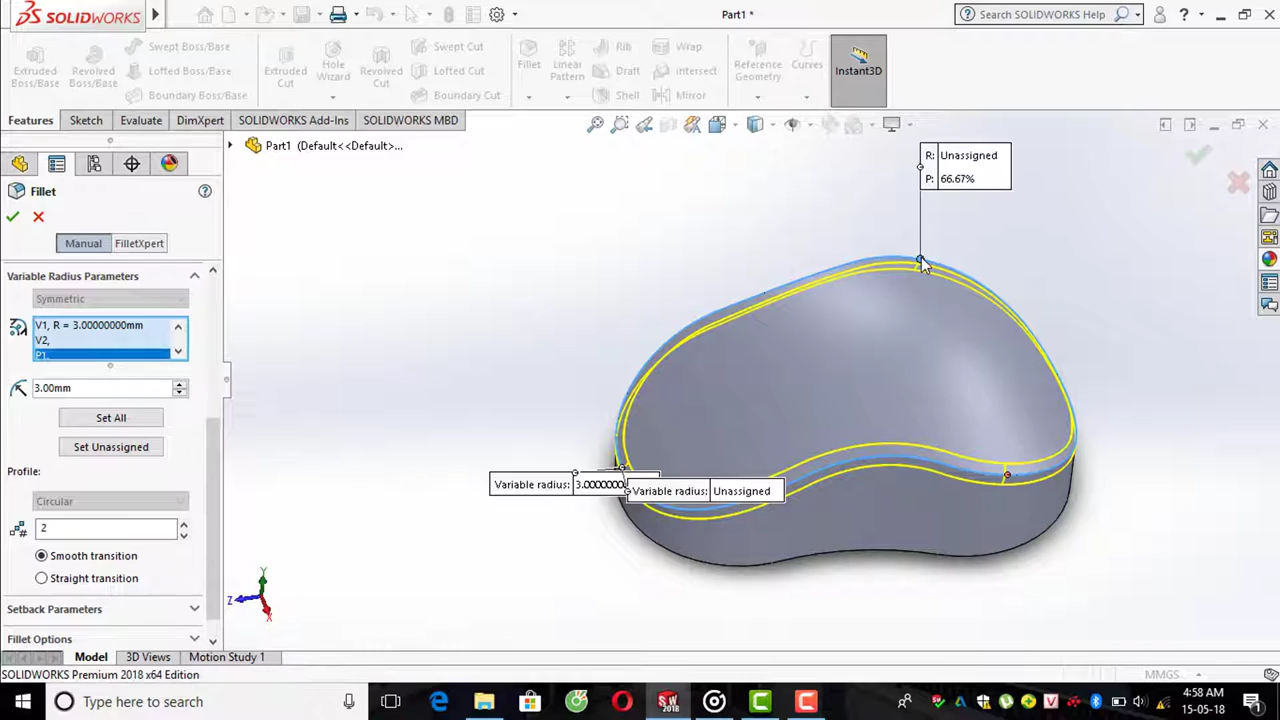 SOLIDWORKS
Part1 *
Search SOLIDWORKS Help
Extruded Boss/Base
Revolved Boss/Base
Swept Boss/Base
Lofted Boss/Base
Boundary Boss/Base
Extruded Cut
Hole Wizard
Revolved Cut
Swept Cut
Lofted Cut
Boundary Cut
Fillet
Linear Pattern
Rib
Draft
Shell
Wrap
Intersect
Mirror
Reference Geometry
Curves
Instant3D
Features
Sketch
Evaluate
DimXpert
SOLIDWORKS Add-Ins
SOLIDWORKS MBD
Part1 (Default<<Default>...
Fillet
Manual
FilletXpert
Variable Radius Parameters
Symmetric
V1, R = 3.00000000mm
V2,
P1,
3.00mm
Set All
Set Unassigned
Profile:
Circular
2
Smooth transition
Straight transition
Setback Parameters
Fillet Options
R: Unassigned
P: 66.67%
Variable radius: 3.0000000
Variable radius: Unassigned
Y
Z
X
Model
3D Views
Motion Study 1
SOLIDWORKS Premium 2018 x64 Edition
MMGS
Type here to search
SW
2018
4:58 AM
15-05-18